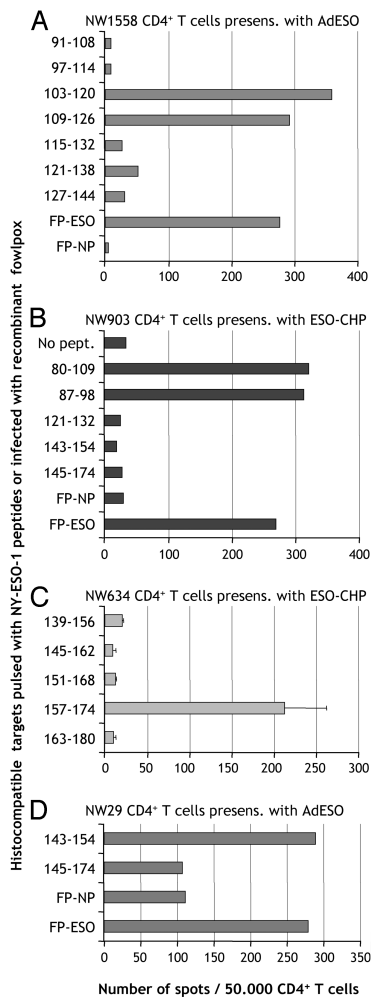 Histocompatible targets pulsed with NY-ESO-1 peptides or infected with recombinant fowlpox
A
NW1558 CD4+ T cells presens. with AdESO
91-108
97-114
103-120
109-126
115-132
121-138
127-144
FP-ESO
FP-NP
0 100 200 300 400
B
NW903 CD4+ T cells presens. with ESO-CHP
No pept.
80-109
87-98
121-132
143-154
145-174
FP-NP
FP-ESO
0 100 200 300 400
C
NW634 CD4+ T cells presens. with ESO-CHP
139-156
145-162
151-168
157-174
163-180
0 50 100 150 200 250 300
D
NW29 CD4+ T cells presens. with AdESO
143-154
145-174
FP-NP
FP-ESO
0 50 100 150 200 250 300 350
Number of spots / 50.000 CD4+ T cells